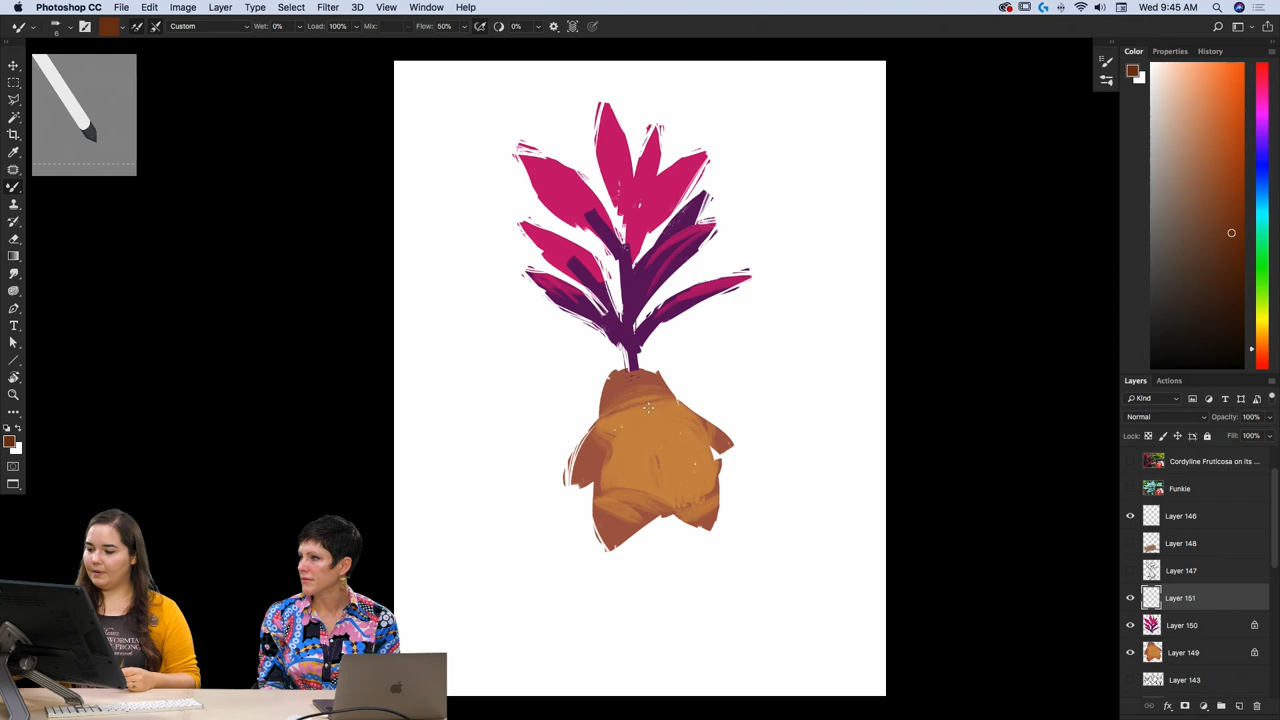 Photoshop CC File Edit Image Layer Type Select Filter 3D View Window Help Wed 9:45 AM
6 Custom Wet: 0% Load: 100% Mix: Flow: 50% 0%
Color Properties History
Layers Actions
Kind
Normal Opacity: 100%
Lock: Fill: 100%
Cordyline Fruticosa on its ...
Funkie
Layer 146
Layer 148
Layer 147
Layer 151
Layer 150
Layer 149
Layer 143